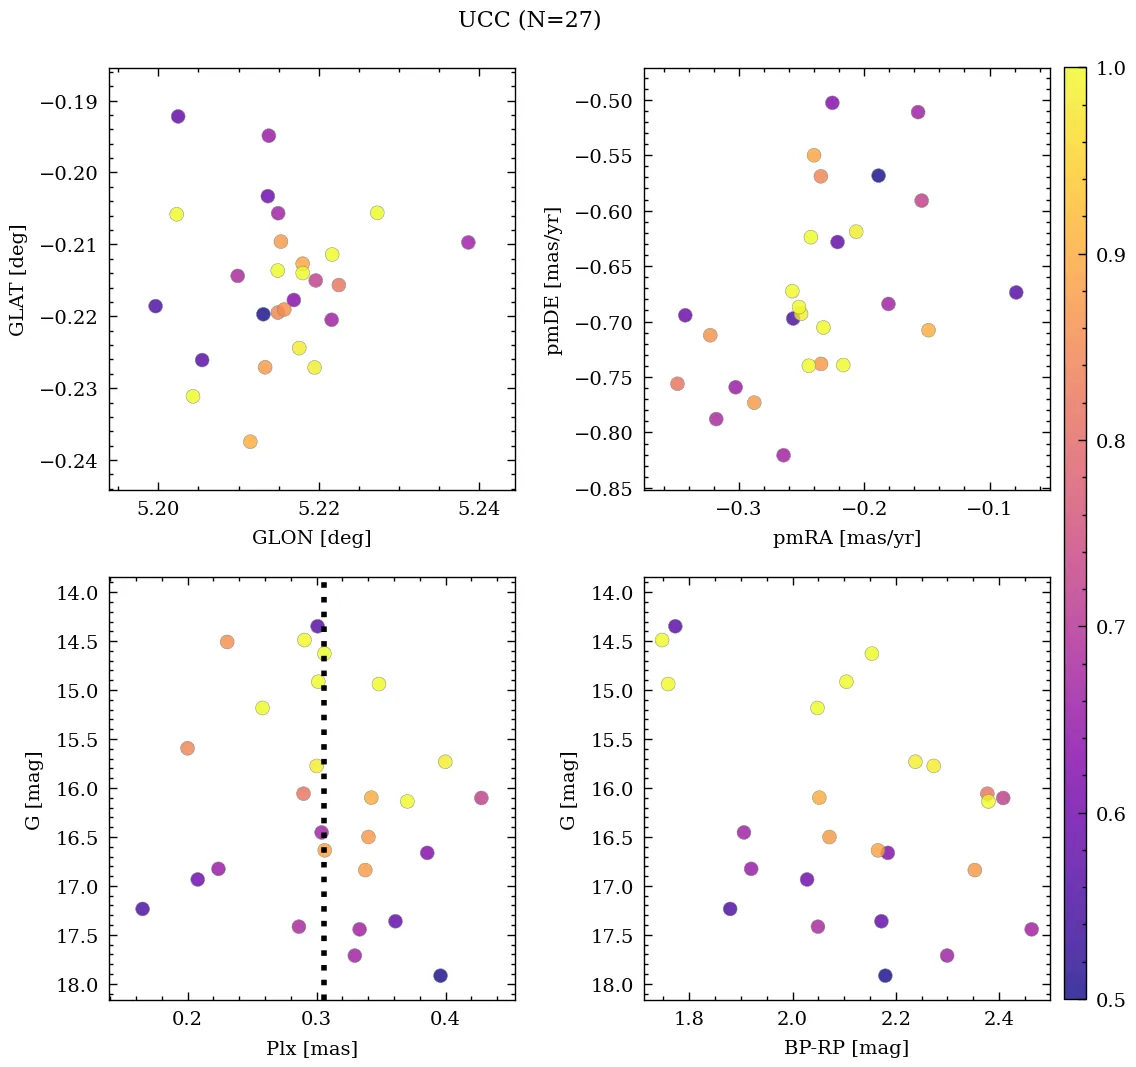 UCC (N=27)
−0.19
−0.20
−0.21
−0.22
−0.23
−0.24
GLAT [deg]
5.20 5.22 5.24
GLON [deg]
−0.50
−0.55
−0.60
−0.65
−0.70
−0.75
−0.80
−0.85
pmDE [mas/yr]
−0.3 −0.2 −0.1
pmRA [mas/yr]
14.0
14.5
15.0
15.5
16.0
16.5
17.0
17.5
18.0
G [mag]
0.2 0.3 0.4
Plx [mas]
14.0
14.5
15.0
15.5
16.0
16.5
17.0
17.5
18.0
G [mag]
1.8 2.0 2.2 2.4
BP-RP [mag]
1.0
0.9
0.8
0.7
0.6
0.5